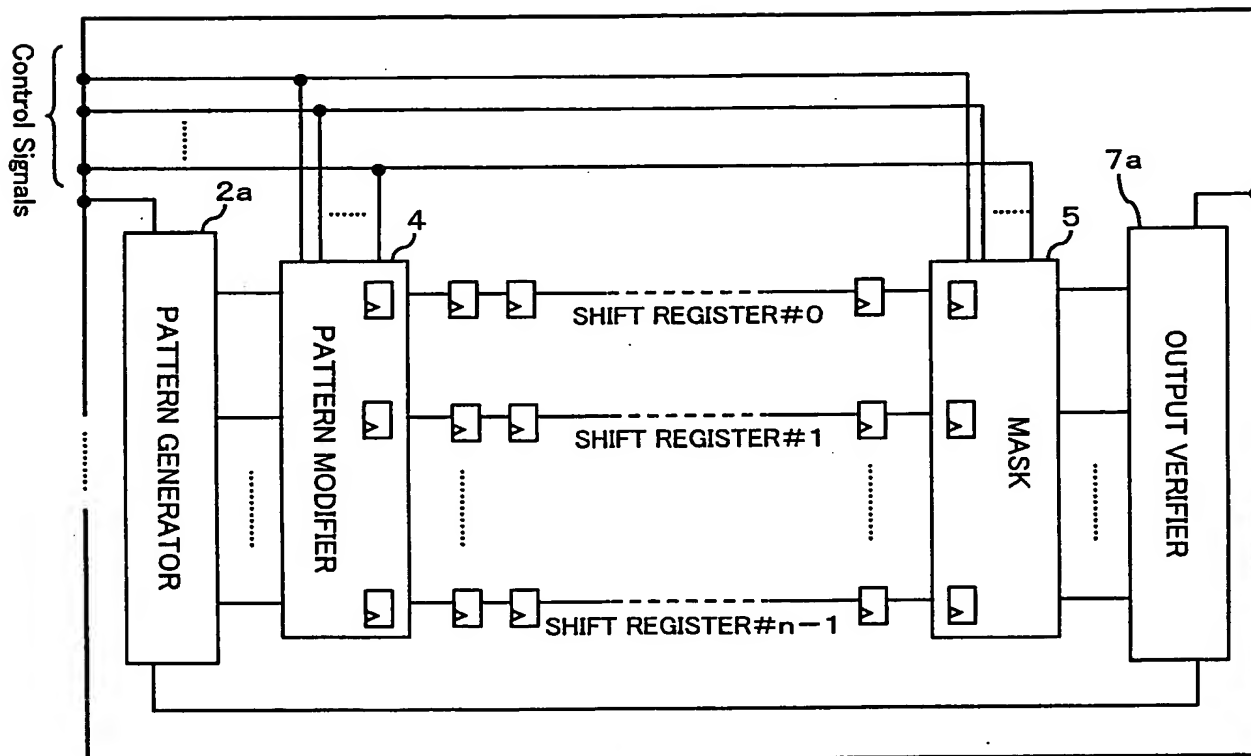 Control Signals
2a
4
5
7a
PATTERN GENERATOR
PATTERN MODIFIER
SHIFT REGISTER#0
SHIFT REGISTER#1
SHIFT REGISTER#n-1
MASK
OUTPUT VERIFIER